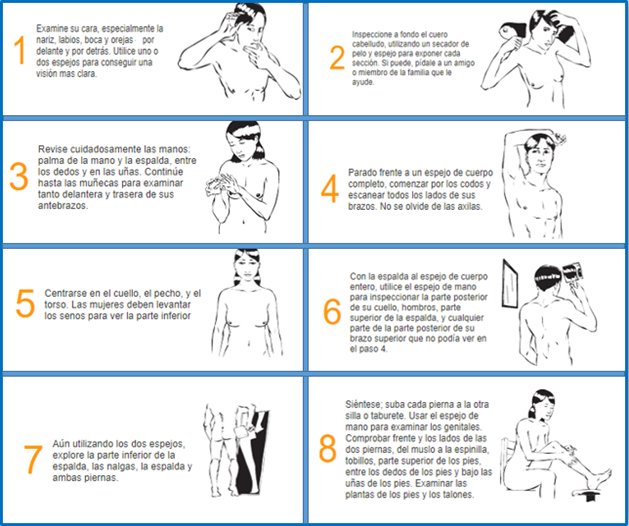 1
Examine su cara, especialmente la
nariz, labios, boca y orejas - por
delante y por detrás. Utilice uno o
dos espejos para conseguir una
visión mas clara.
2
Inspeccione a fondo el cuero
cabelludo, utilizando un secador de
pelo y espejo para exponer cada
sección. Si puede, pídale a un amigo
o miembro de la familia que le
ayude.
3
Revise cuidadosamente las manos:
palma de la mano y la espalda, entre
los dedos y en las uñas. Continúe
hasta las muñecas para examinar
tanto delantera y trasera de sus
antebrazos.
4
Parado frente a un espejo de cuerpo
completo, comenzar por los codos y
escanear todos los lados de sus
brazos. No se olvide de las axilas.
5
Centrarse en el cuello, el pecho, y el
torso. Las mujeres deben levantar
los senos para ver la parte inferior
6
Con la espalda al espejo de cuerpo
entero, utilice el espejo de mano
para inspeccionar la parte posterior
de su cuello, hombros, parte
superior de la espalda, y cualquier
parte de la parte posterior de su
brazo superior que no podía ver en
el paso 4.
7
Aún utilizando los dos espejos,
explore la parte inferior de la
espalda, las nalgas, la espalda y
ambas piernas.
8
Siéntese; suba cada pierna a la otra
silla o taburete. Usar el espejo de
mano para examinar los genitales.
Comprobar frente y los lados de las
dos piernas, del muslo a la espinilla,
tobillos, parte superior de los pies,
entre los dedos de los pies y bajo las
uñas de los pies. Examinar las
plantas de los pies y los talones.